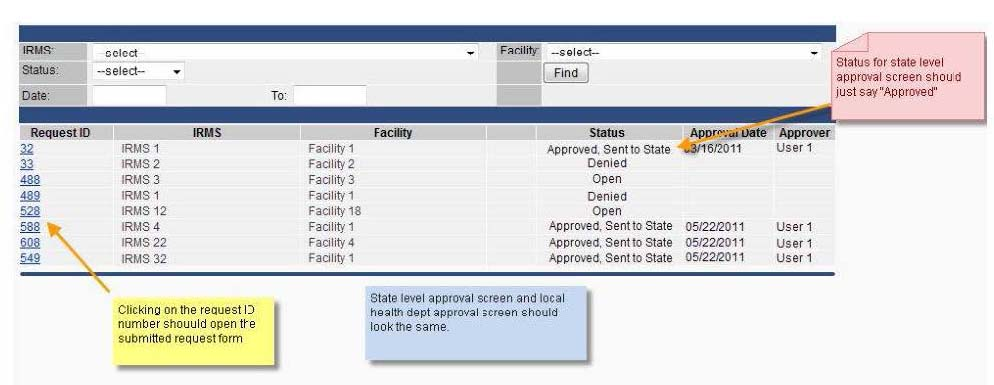 IRMS: --select-- Facility: --select--
Status: --select-- Find
Date: To:
Status for state level
approval screen should
just say "Approved"
Request ID IRMS Facility Status Approval Date Approver
32 IRMS 1 Facility 1 Approved, Sent to State 03/16/2011 User 1
33 IRMS 2 Facility 2 Denied
488 IRMS 3 Facility 3 Open
489 IRMS 1 Facility 1 Denied
528 IRMS 12 Facility 18 Open
588 IRMS 4 Facility 1 Approved, Sent to State 05/22/2011 User 1
608 IRMS 22 Facility 4 Approved, Sent to State 05/22/2011 User 1
549 IRMS 32 Facility 1 Approved, Sent to State 05/22/2011 User 1
Clicking on the request ID
number shouuld open the
submitted request form
State level approval screen and local
health dept approval screen should
look the same.